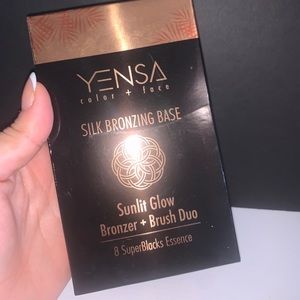 YENSA
color + face
SILK BRONZING BASE
Sunlit Glow
Bronzer + Brush Duo
8 SuperBlacks Essence